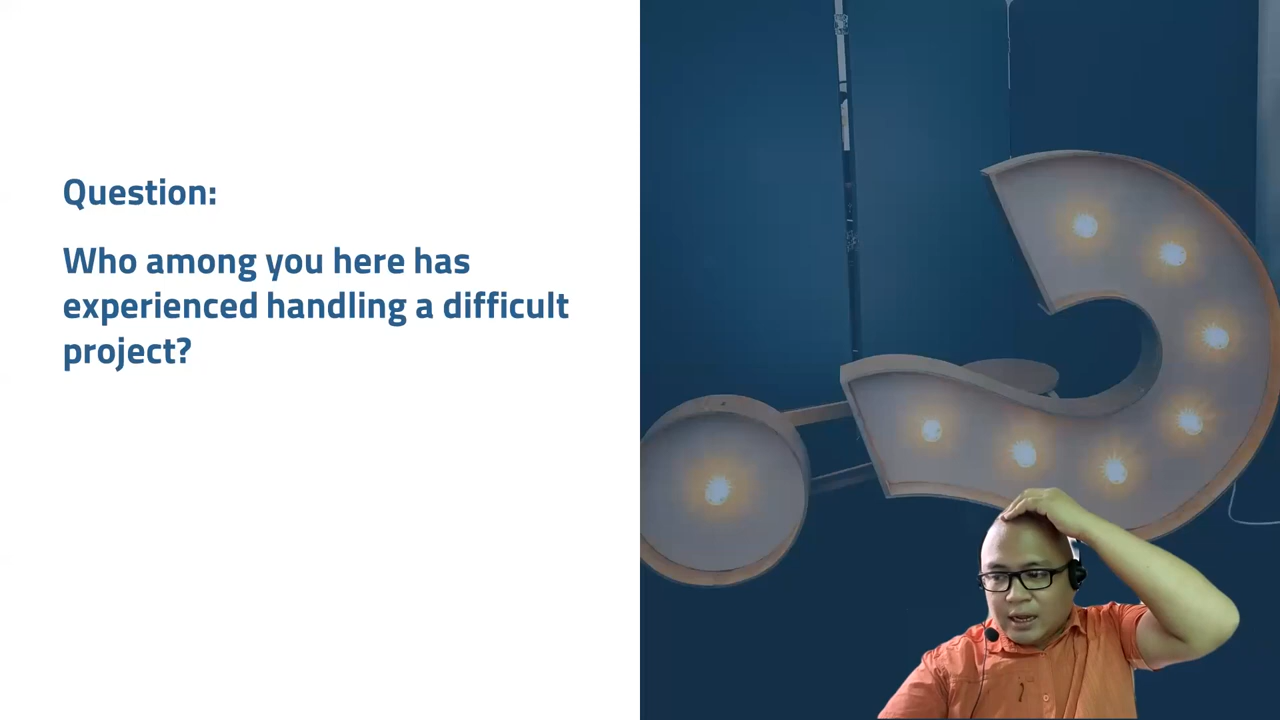 Question:
Who among you here has
experienced handling a difficult
project?